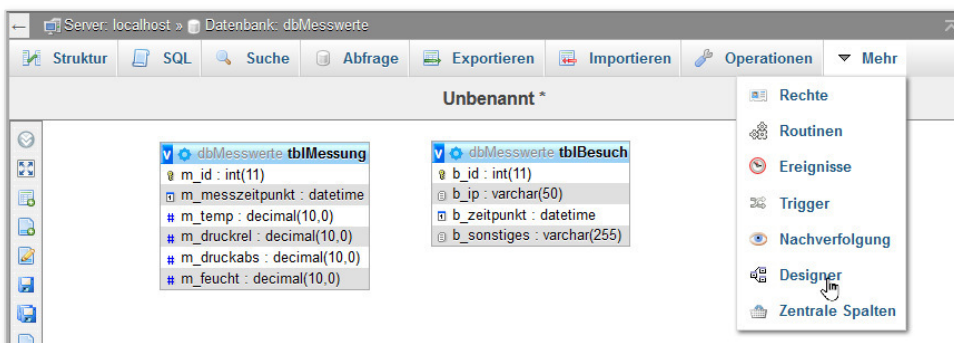 ← Server: localhost » Datenbank: dbMesswerte
Struktur SQL Suche Abfrage Exportieren Importieren Operationen Mehr
Unbenannt *
Rechte
Routinen
Ereignisse
Trigger
Nachverfolgung
Designer
Zentrale Spalten
v dbMesswerte tblMessung
m_id : int(11)
m_messzeitpunkt : datetime
# m_temp : decimal(10,0)
# m_druckrel : decimal(10,0)
# m_druckabs : decimal(10,0)
# m_feucht : decimal(10,0)
v dbMesswerte tblBesuch
b_id : int(11)
b_ip : varchar(50)
b_zeitpunkt : datetime
b_sonstiges : varchar(255)